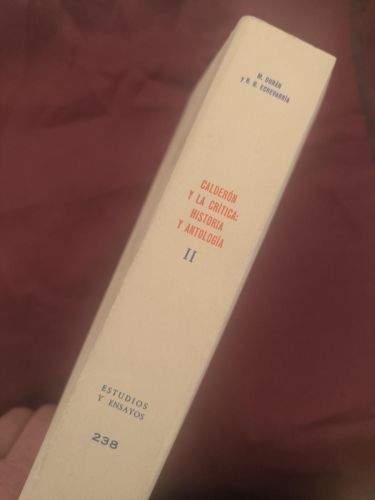 M. DURÁN
Y R. G. ECHEVARRÍA
CALDERÓN
Y LA CRÍTICA:
HISTORIA
Y ANTOLOGÍA
II
ESTUDIOS
Y ENSAYOS
238